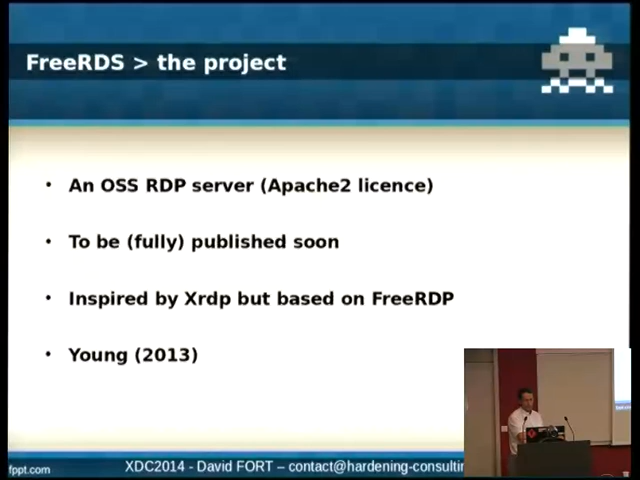 FreeRDS > the project
• An OSS RDP server (Apache2 licence)
• To be (fully) published soon
• Inspired by Xrdp but based on FreeRDP
• Young (2013)
fppt.com
XDC2014 - David FORT – contact@hardening-consultin